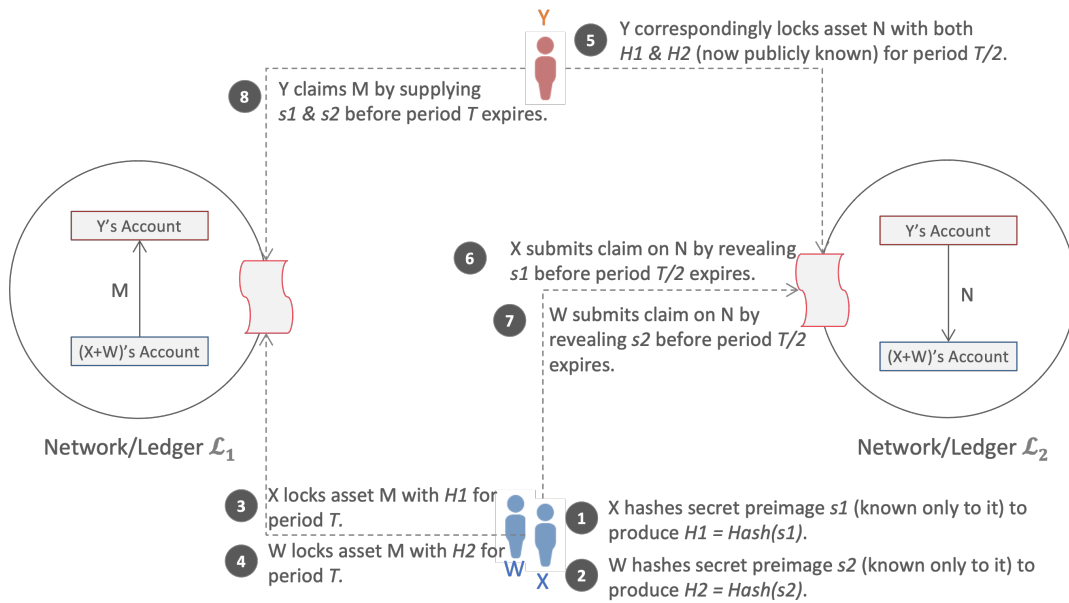 Y
5
Y correspondingly locks asset N with both
H1 & H2 (now publicly known) for period T/2.
8
Y claims M by supplying
s1 & s2 before period T expires.
Y's Account
M
(X+W)'s Account
Network/Ledger ℒ₁
6
X submits claim on N by revealing
s1 before period T/2 expires.
7
W submits claim on N by
revealing s2 before period T/2
expires.
Y's Account
N
(X+W)'s Account
Network/Ledger ℒ₂
3
X locks asset M with H1 for
period T.
4
W locks asset M with H2 for
period T.
W
X
1
X hashes secret preimage s1 (known only to it) to
produce H1 = Hash(s1).
2
W hashes secret preimage s2 (known only to it) to
produce H2 = Hash(s2).